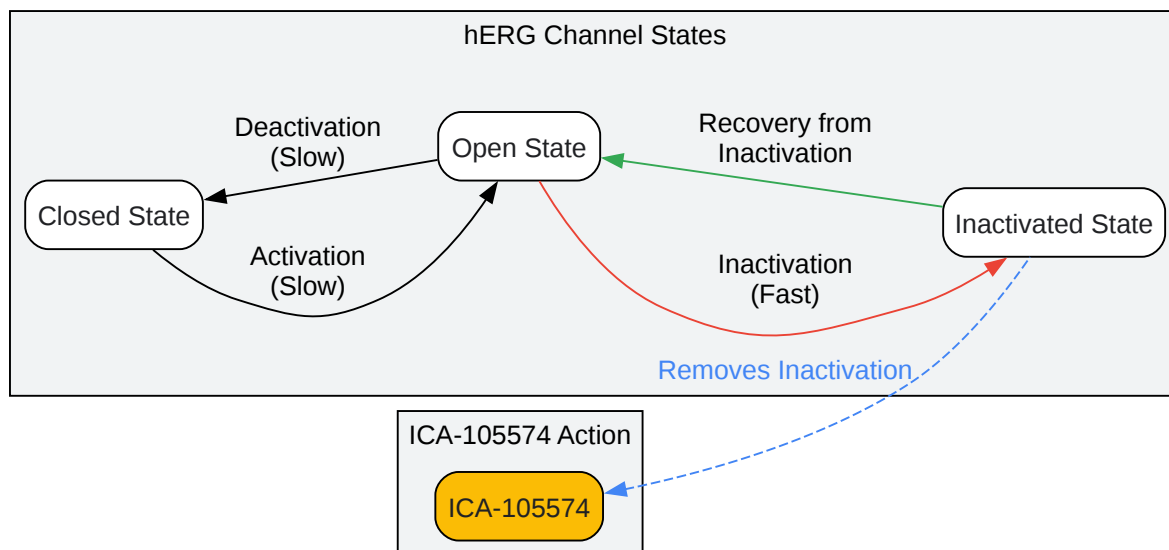 hERG Channel States
Deactivation
(Slow)
Open State
Recovery from
Inactivation
Closed State
Inactivated State
Activation
(Slow)
Inactivation
(Fast)
Removes Inactivation
ICA-105574 Action
ICA-105574